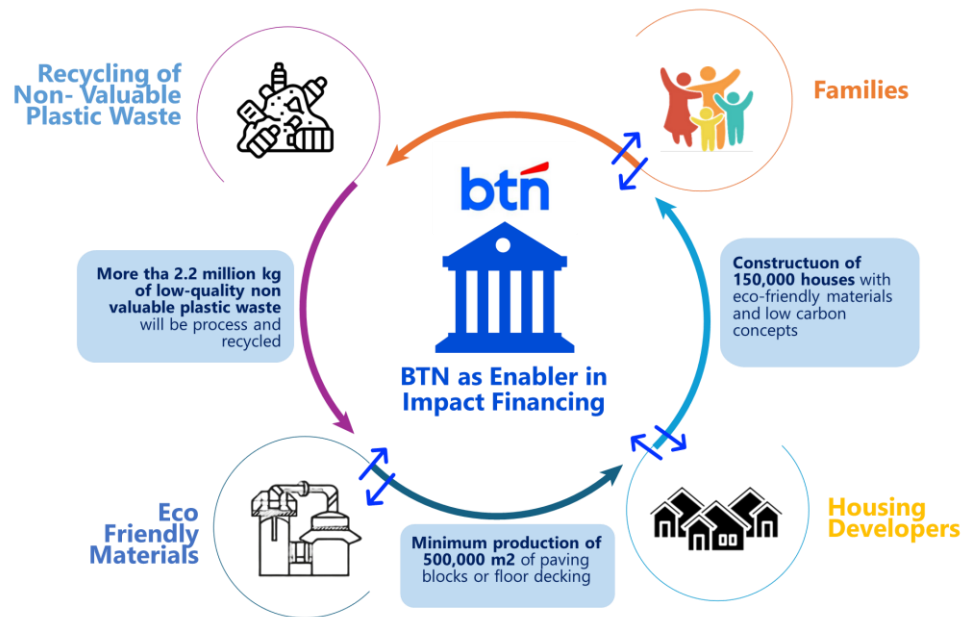 Recycling of
Non- Valuable
Plastic Waste
Families
btn
More tha 2.2 million kg
of low-quality non
valuable plastic waste
will be process and
recycled
Constructuon of
150,000 houses with
eco-friendly materials
and low carbon
concepts
BTN as Enabler in
Impact Financing
Eco
Friendly
Materials
Minimum production of
500,000 m2 of paving
blocks or floor decking
Housing
Developers